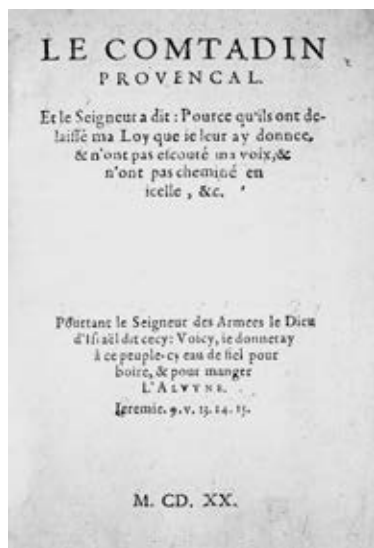 LE COMTADIN
PROVENCAL.
Et le Seigneur a dit : Pource qu'ils ont de-
laissé ma Loy que ie leur ay donnee,
& n'ont pas escouté ma voix, &
n'ont pas cheminé en
icelle, &c.
Pourtant le Seigneur des Armees le Dieu
d'Israël dit cecy: Voicy, ie donneray
à ce peuple-cy eau de fiel pour
boire, & pour manger
L'ALVYNE.
Ieremie. 9. v. 13. 14. 15.
M. CD. XX.